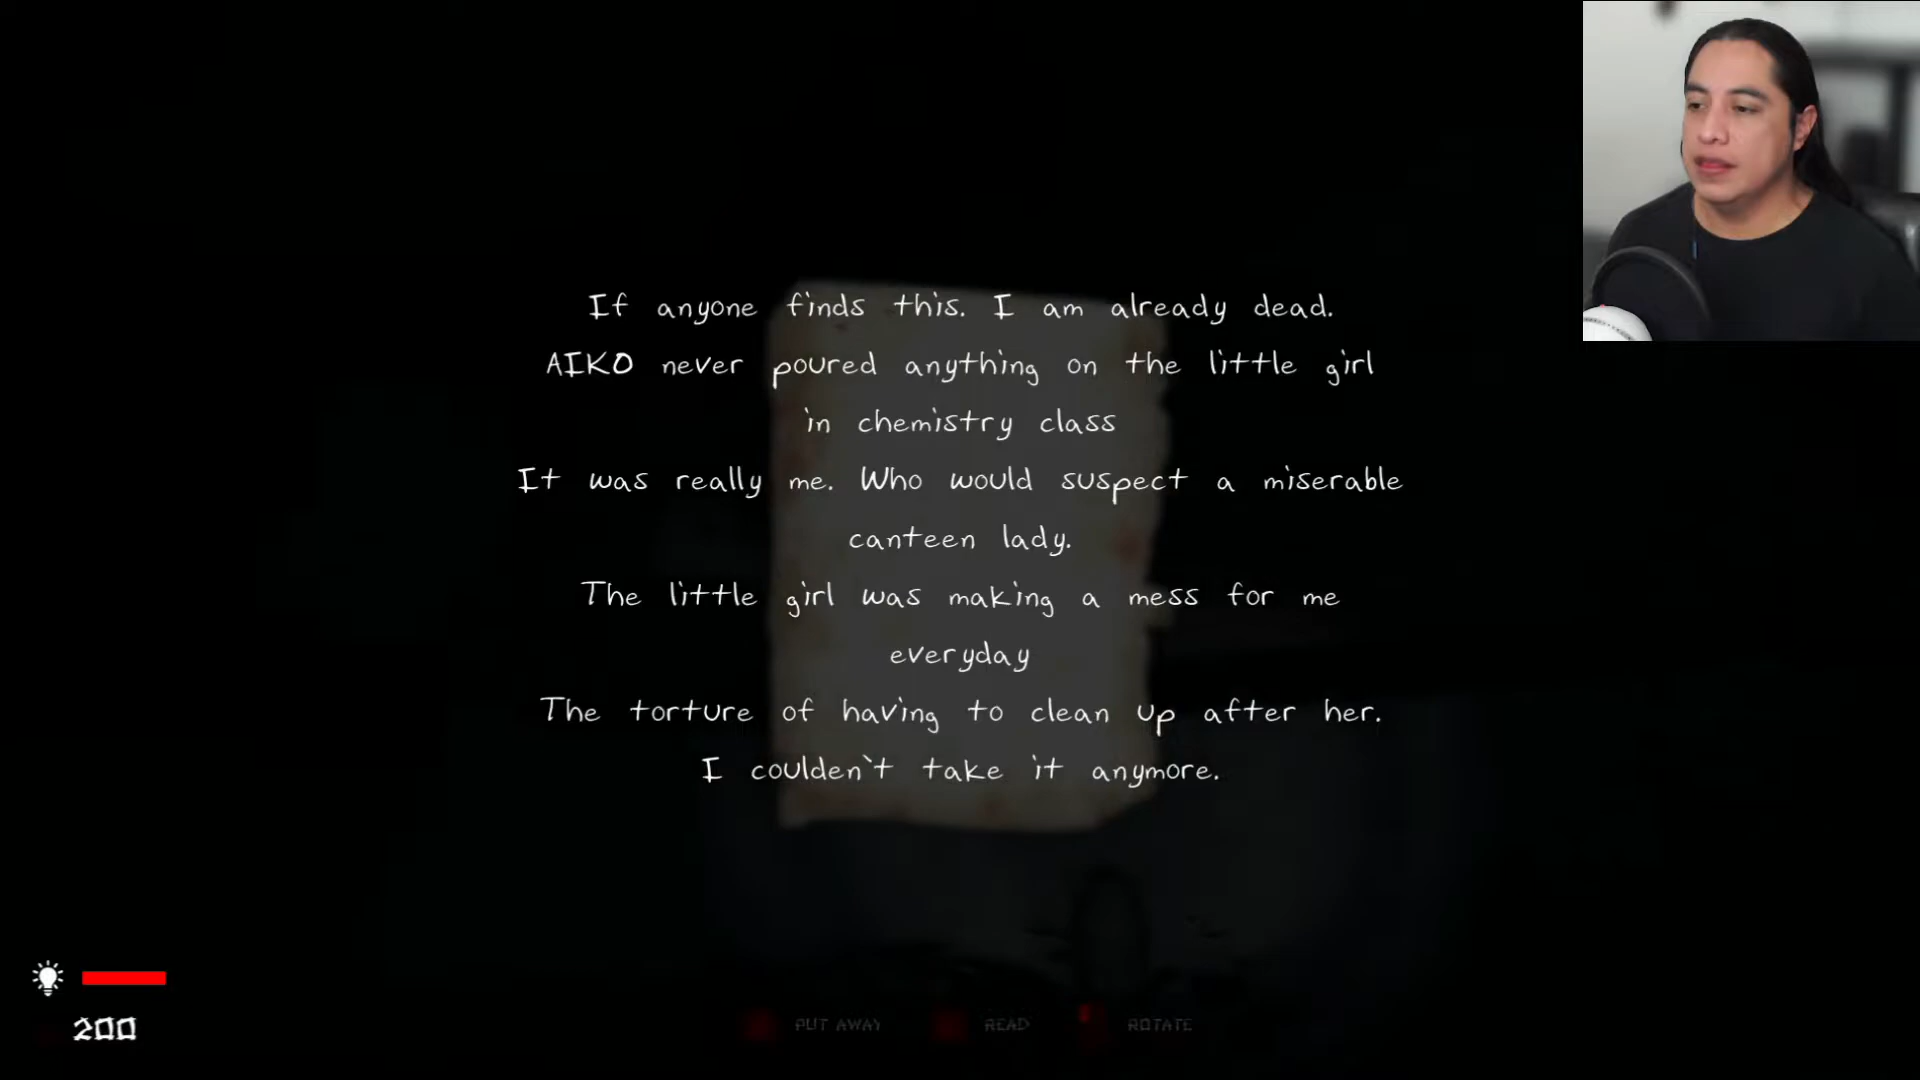 If anyone finds this. I am already dead.
AIKO never poured anything on the little girl
in chemistry class
It was really me. Who would suspect a miserable
canteen lady.
The little girl was making a mess for me
everyday
The torture of having to clean up after her.
I coulden`t take it anymore.
200
PUT AWAY READ ROTATE